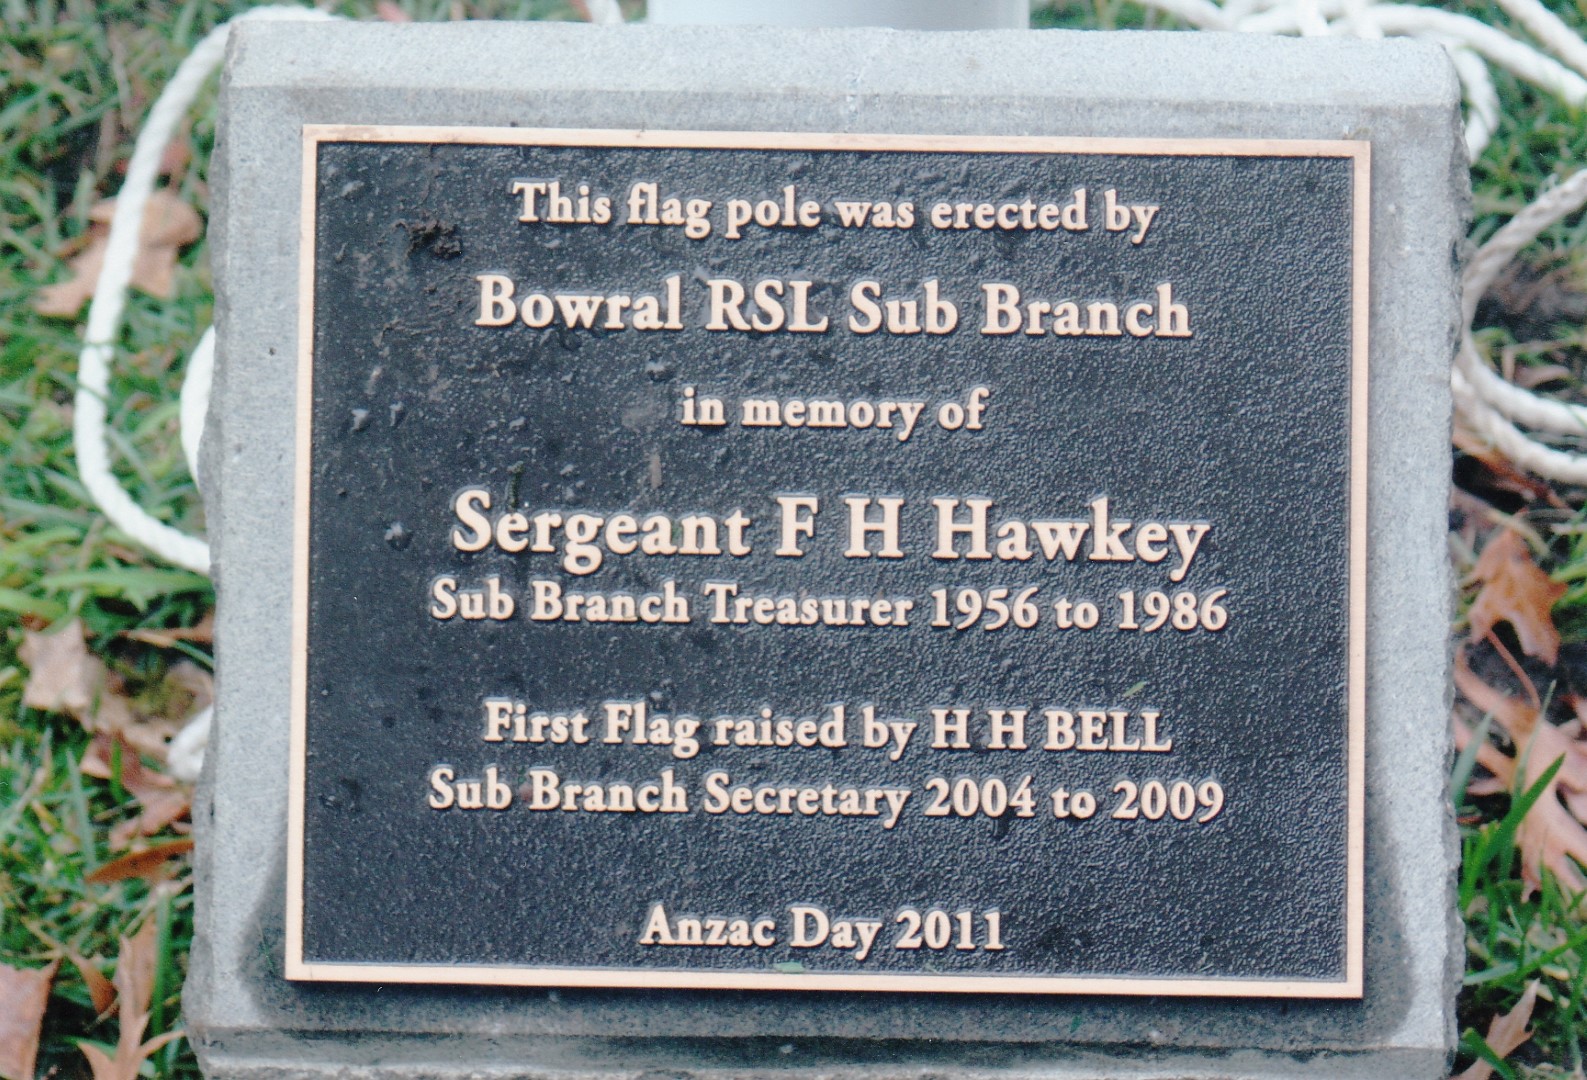 This flag pole was erected by
Bowral RSL Sub Branch
in memory of
Sergeant F H Hawkey
Sub Branch Treasurer 1956 to 1986
First Flag raised by H H BELL
Sub Branch Secretary 2004 to 2009
Anzac Day 2011